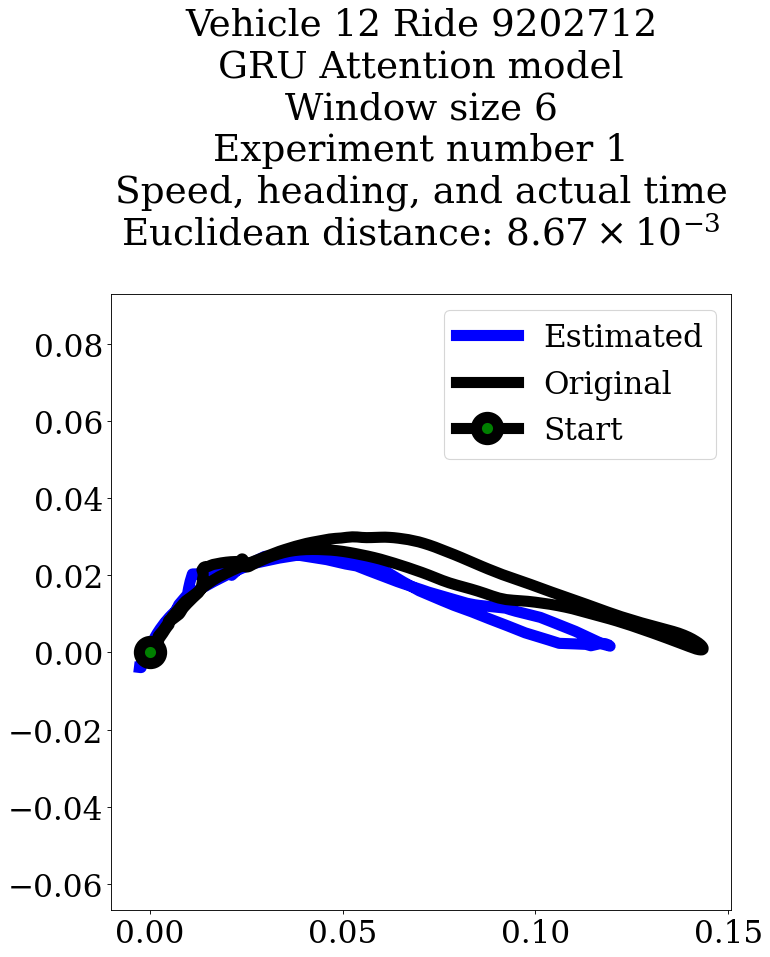 Vehicle 12 Ride 9202712
GRU Attention model
Window size 6
Experiment number 1
Speed, heading, and actual time
Euclidean distance: 8.67 × 10⁻³
Estimated
Original
Start
0.08
0.06
0.04
0.02
0.00
−0.02
−0.04
−0.06
0.00 0.05 0.10 0.15